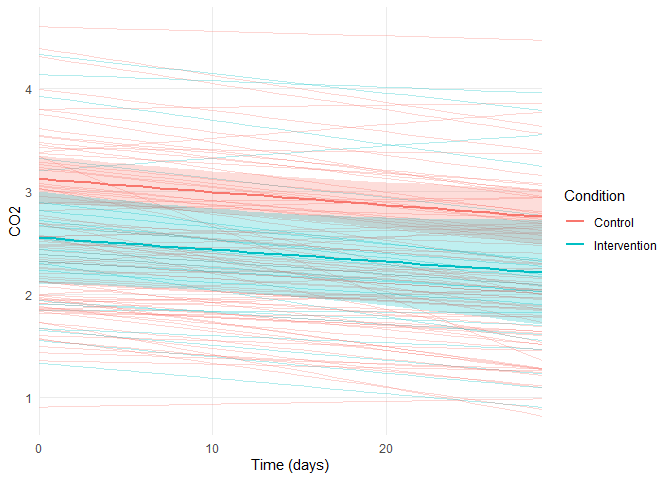 4
3
2
1
CO2
0
10
20
Time (days)
Condition
Control
Intervention